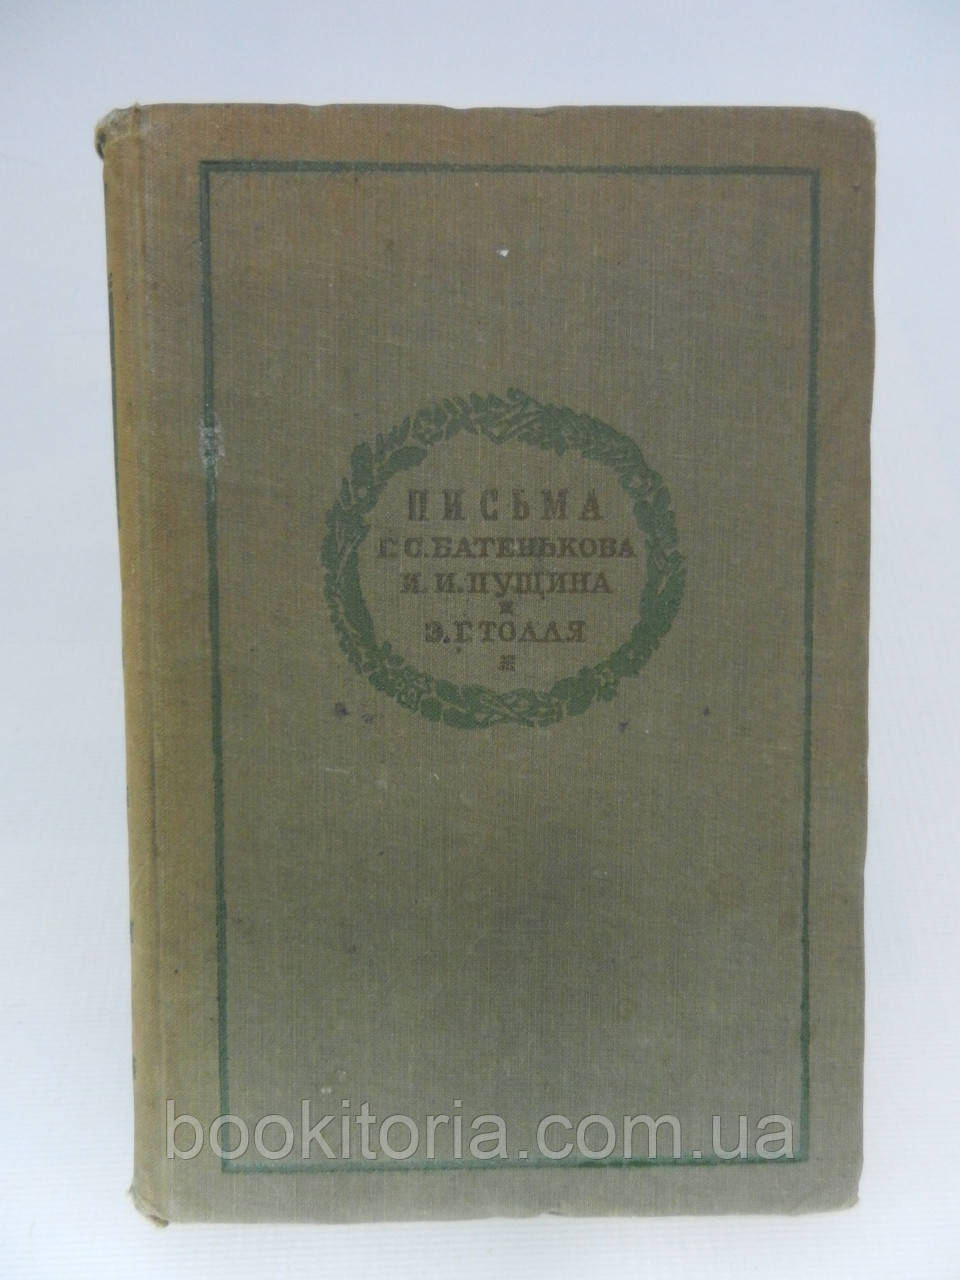 ПИСЬМА
Г. С. БАТЕНЬКОВА
И. И. ПУЩИНА
и
Э. Г. ТОЛЛЯ
bookitoria.com.ua